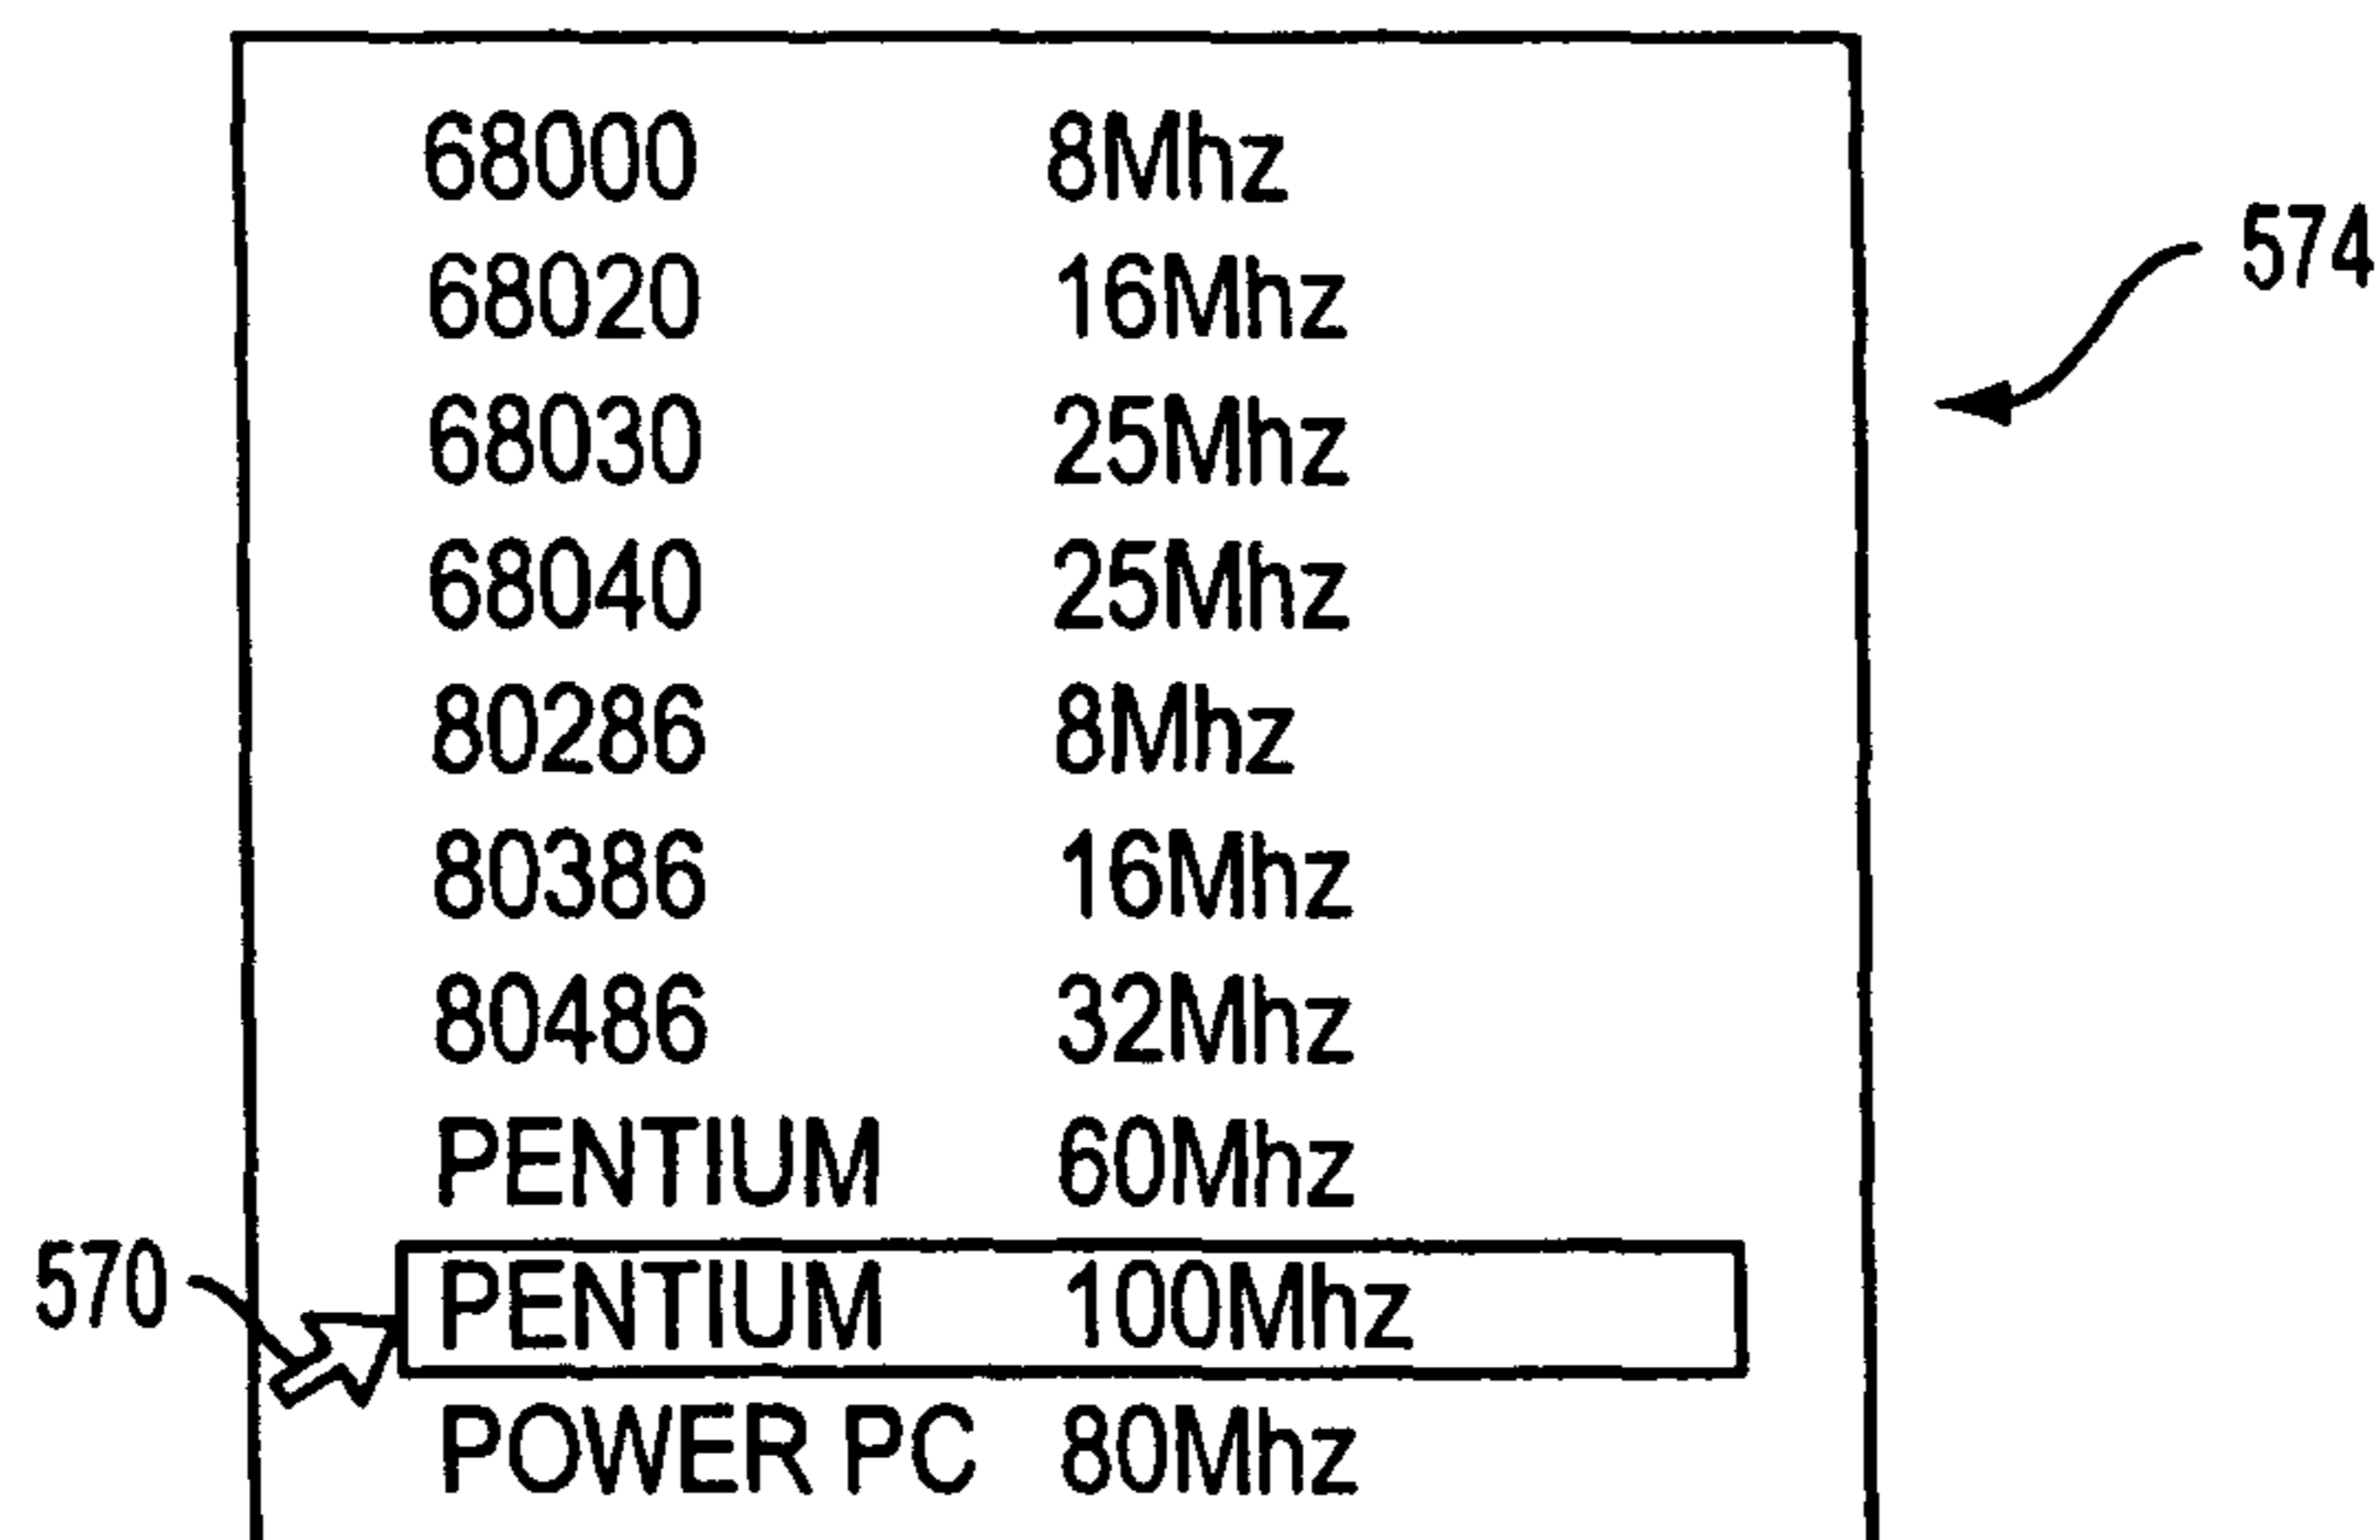 68000 8Mhz
68020 16Mhz
574
68030 25Mhz
68040 25Mhz
80286 8Mhz
80386 16Mhz
80486 32Mhz
PENTIUM 60Mhz
570
PENTIUM 100Mhz
POWER PC 80Mhz